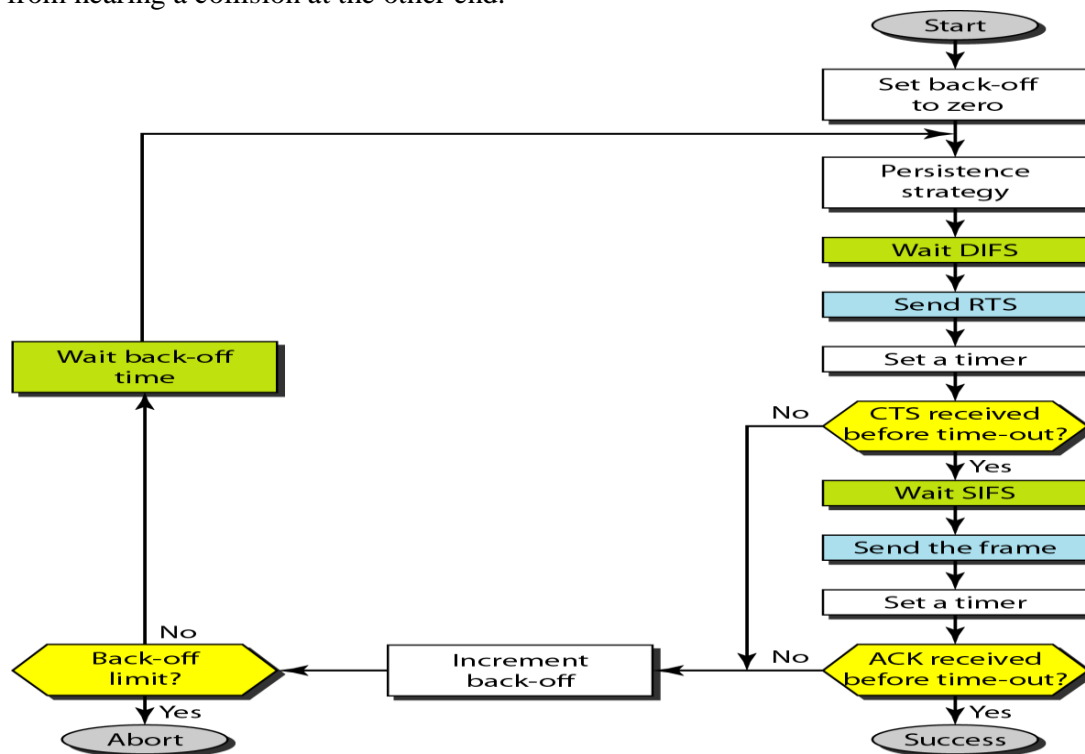 from hearing a collision at the other end.
Start
Set back-off
to zero
Persistence
strategy
Wait DIFS
Send RTS
Wait back-off
time
Set a timer
No
CTS received
before time-out?
Yes
Wait SIFS
Send the frame
Set a timer
No
Back-off
limit?
Increment
back-off
No
ACK received
before time-out?
Yes
Abort
Yes
Success